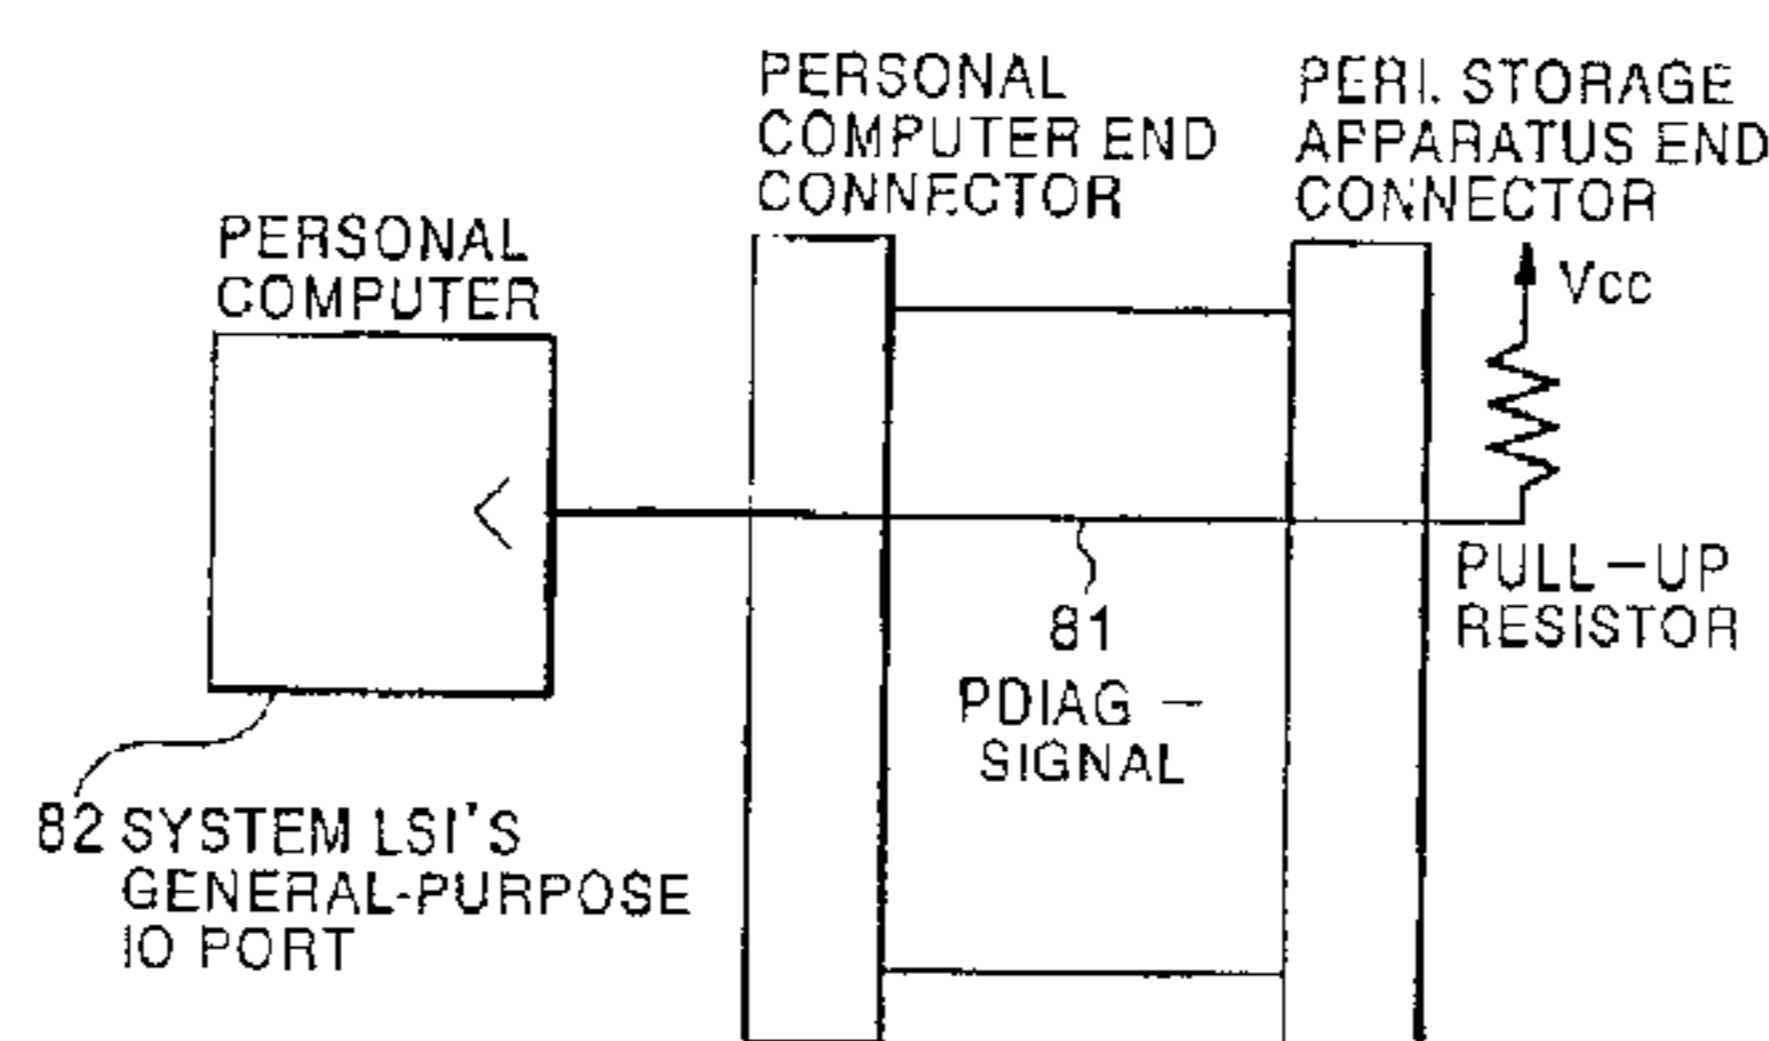 PERSONAL
COMPUTER END
CONNECTOR
PERI. STORAGE
APPARATUS END
CONNECTOR
PERSONAL
COMPUTER
Vcc
81
PDIAG –
SIGNAL
PULL–UP
RESISTOR
82 SYSTEM LSI'S
GENERAL-PURPOSE
IO PORT